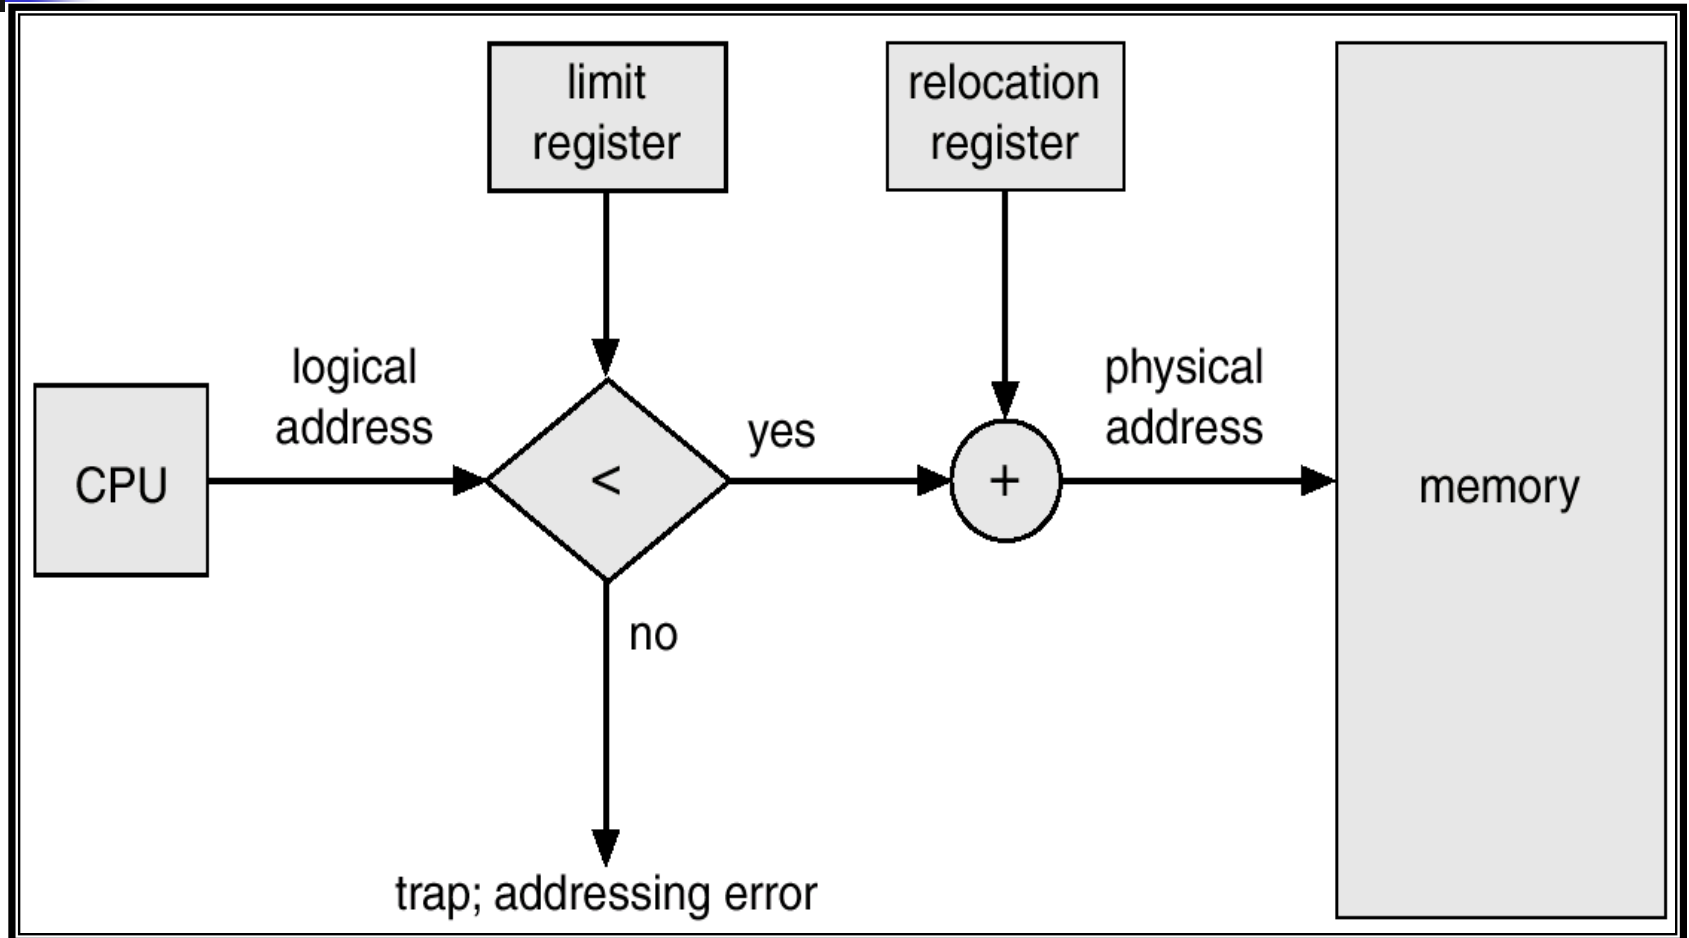 limit
register
relocation
register
logical
address
physical
address
CPU
<
yes
+
memory
no
trap; addressing error